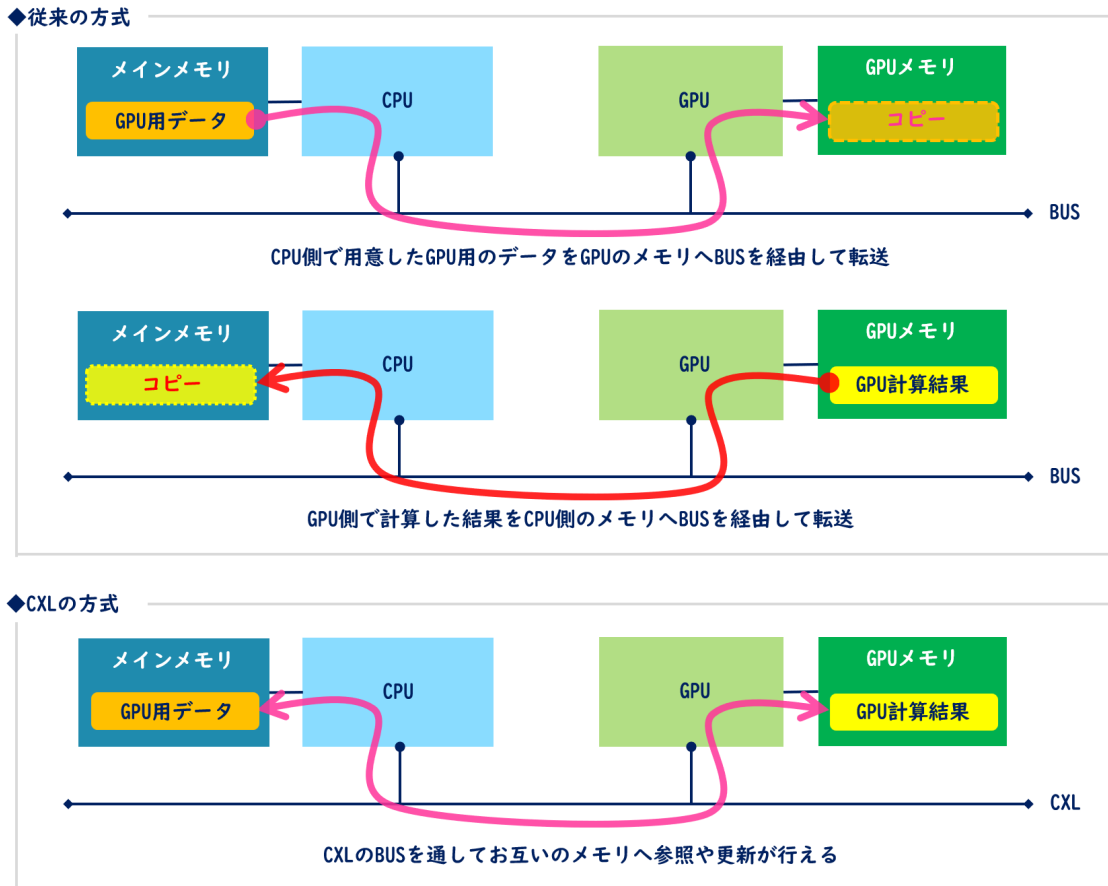 ◆従来の方式
メインメモリ
GPU用データ
CPU
GPU
GPUメモリ
コピー
BUS
CPU側で用意したGPU用のデータをGPUのメモリへBUSを経由して転送
メインメモリ
コピー
CPU
GPU
GPUメモリ
GPU計算結果
BUS
GPU側で計算した結果をCPU側のメモリへBUSを経由して転送
◆CXLの方式
メインメモリ
GPU用データ
CPU
GPU
GPUメモリ
GPU計算結果
CXL
CXLのBUSを通してお互いのメモリへ参照や更新が行える